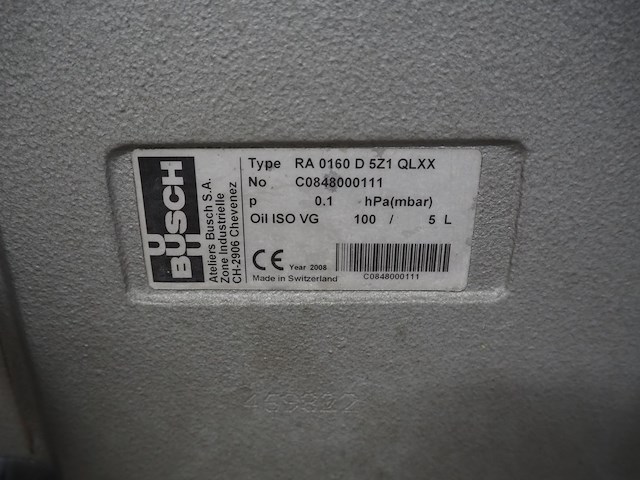 BUSCH
Ateliers Busch S.A.
Zone Industrielle
CH-2906 Chevenez
Type RA 0160 D 5Z1 QLXX
No C0848000111
p 0.1 hPa(mbar)
Oil ISO VG 100 / 5 L
CE Year 2008
Made in Switzerland
C0848000111